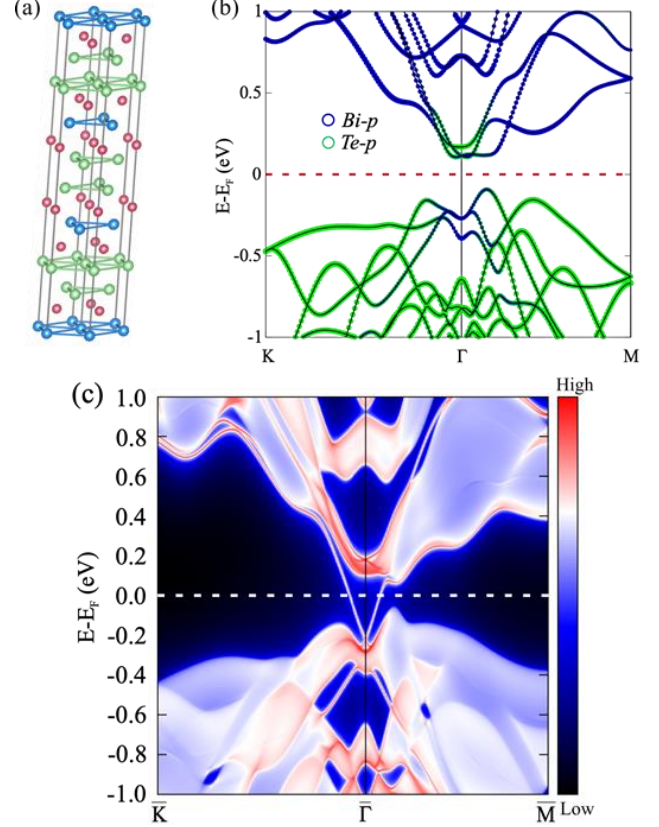 (a)
(b)
1
0.5
0
-0.5
-1
E-E_F (eV)
Bi-p
Te-p
K
Γ
M
(c)
High
1.0
0.8
0.6
0.4
0.2
0.0
-0.2
-0.4
-0.6
-0.8
-1.0
E-E_F (eV)
K̅
Γ̅
M̅
Low